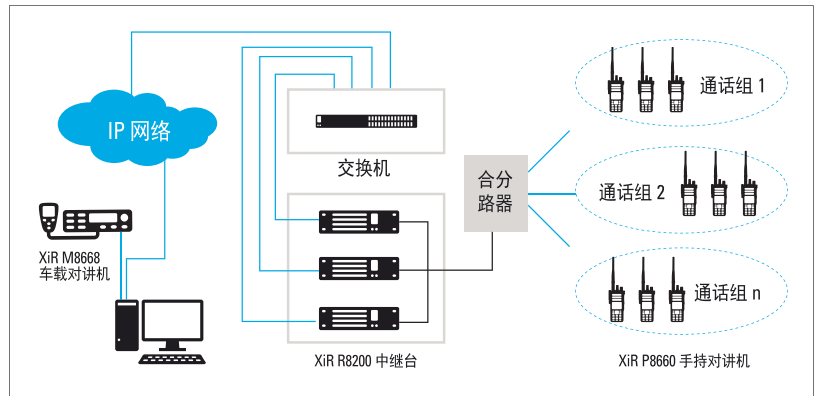 IP 网络
交换机
合分
路器
通话组 1
通话组 2
通话组 n
XiR M8668
车载对讲机
XiR R8200 中继台
XiR P8660 手持对讲机